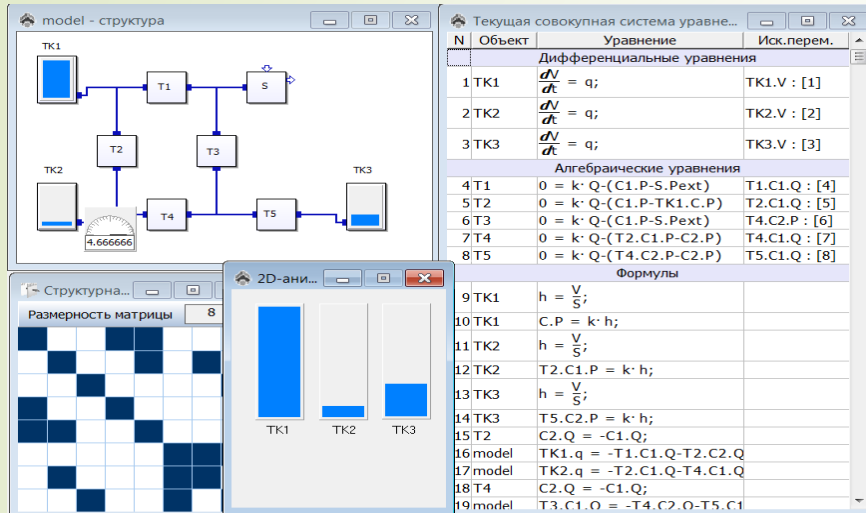 model - структура
TK1
T1
S
T2
T3
TK2
TK3
T4
T5
4.666666
Структурна...
Размерность матрицы 8
2D-ани...
TK1 TK2 TK3
Текущая совокупная система уравне...
N Объект Уравнение Иск.перем.
Дифференциальные уравнения
1 TK1 dV/dt = q; TK1.V : [1]
2 TK2 dV/dt = q; TK2.V : [2]
3 TK3 dV/dt = q; TK3.V : [3]
Алгебраические уравнения
4 T1 0 = k· Q-(C1.P-S.Pext) T1.C1.Q : [4]
5 T2 0 = k· Q-(C1.P-TK1.C.P) T2.C1.Q : [5]
6 T3 0 = k· Q-(C1.P-S.Pext) T4.C2.P : [6]
7 T4 0 = k· Q-(T2.C1.P-C2.P) T4.C1.Q : [7]
8 T5 0 = k· Q-(T4.C2.P-C2.P) T5.C1.Q : [8]
Формулы
9 TK1 h = V/S;
10 TK1 C.P = k· h;
11 TK2 h = V/S;
12 TK2 T2.C1.P = k· h;
13 TK3 h = V/S;
14 TK3 T5.C2.P = k· h;
15 T2 C2.Q = -C1.Q;
16 model TK1.q = -T1.C1.Q-T2.C2.Q
17 model TK2.q = -T2.C1.Q-T4.C1.Q
18 T4 C2.Q = -C1.Q;
19 model T3.C1.Q = -T4.C2.Q-T5.C1